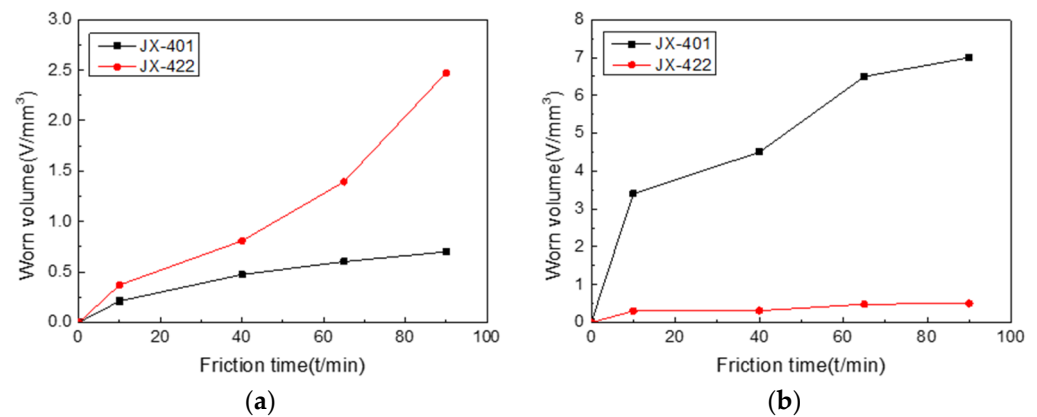 3.0
2.5
2.0
1.5
1.0
0.5
0.0
Worn volume(V/mm³)
JX-401
JX-422
0 20 40 60 80 100
Friction time(t/min)
(a)
8
7
6
5
4
3
2
1
0
Worn volume(V/mm³)
JX-401
JX-422
0 20 40 60 80 100
Friction time(t/min)
(b)